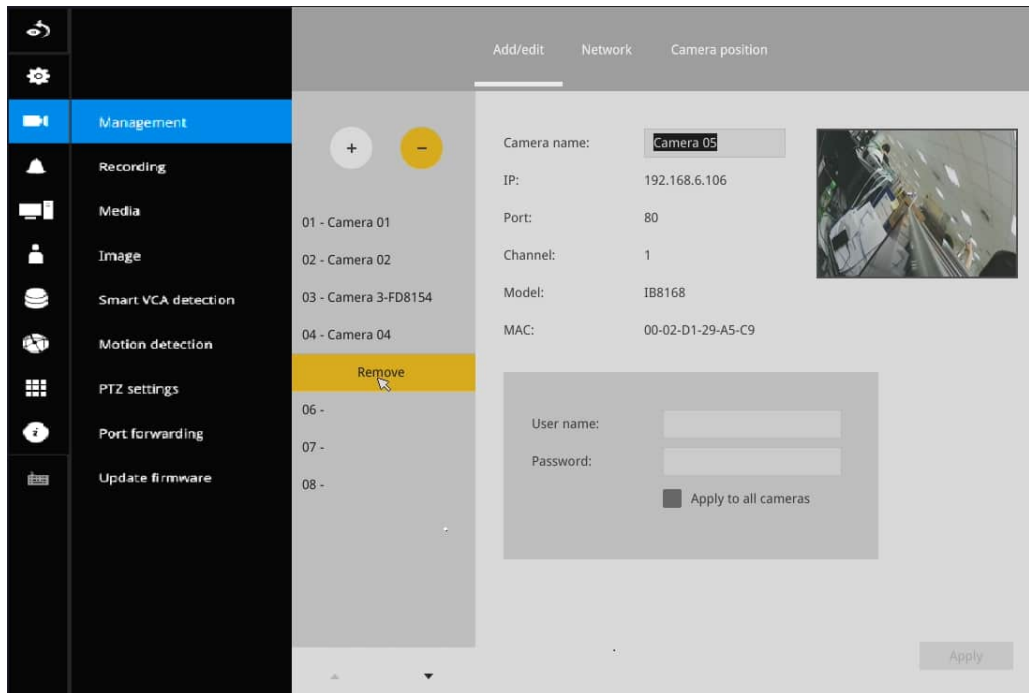 Add/edit Network Camera position
Management
Recording
Media
Image
Smart VCA detection
Motion detection
PTZ settings
Port forwarding
Update firmware
+ −
01 - Camera 01
02 - Camera 02
03 - Camera 3-FD8154
04 - Camera 04
Remove
06 -
07 -
08 -
Camera name: Camera 05
IP: 192.168.6.106
Port: 80
Channel: 1
Model: IB8168
MAC: 00-02-D1-29-A5-C9
User name:
Password:
Apply to all cameras
Apply